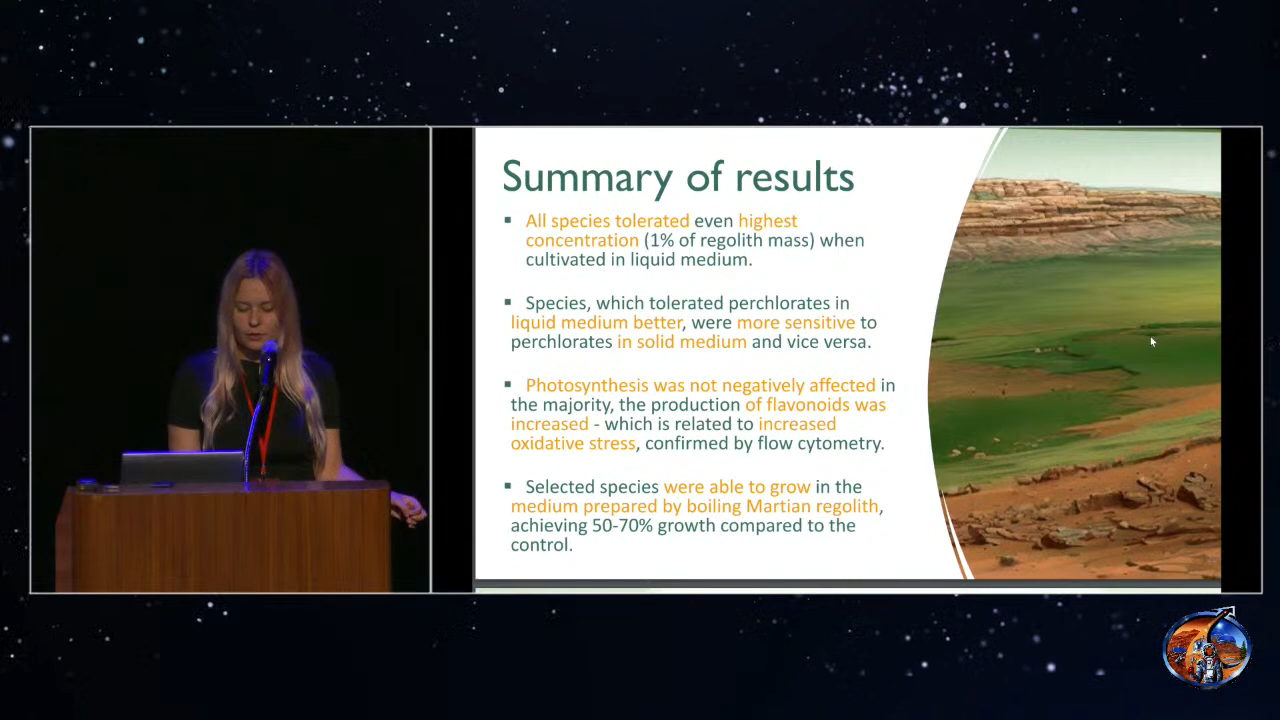 Summary of results
▪ All species tolerated even highest
concentration (1% of regolith mass) when
cultivated in liquid medium.
▪ Species, which tolerated perchlorates in
liquid medium better, were more sensitive to
perchlorates in solid medium and vice versa.
▪ Photosynthesis was not negatively affected in
the majority, the production of flavonoids was
increased - which is related to increased
oxidative stress, confirmed by flow cytometry.
▪ Selected species were able to grow in the
medium prepared by boiling Martian regolith,
achieving 50-70% growth compared to the
control.